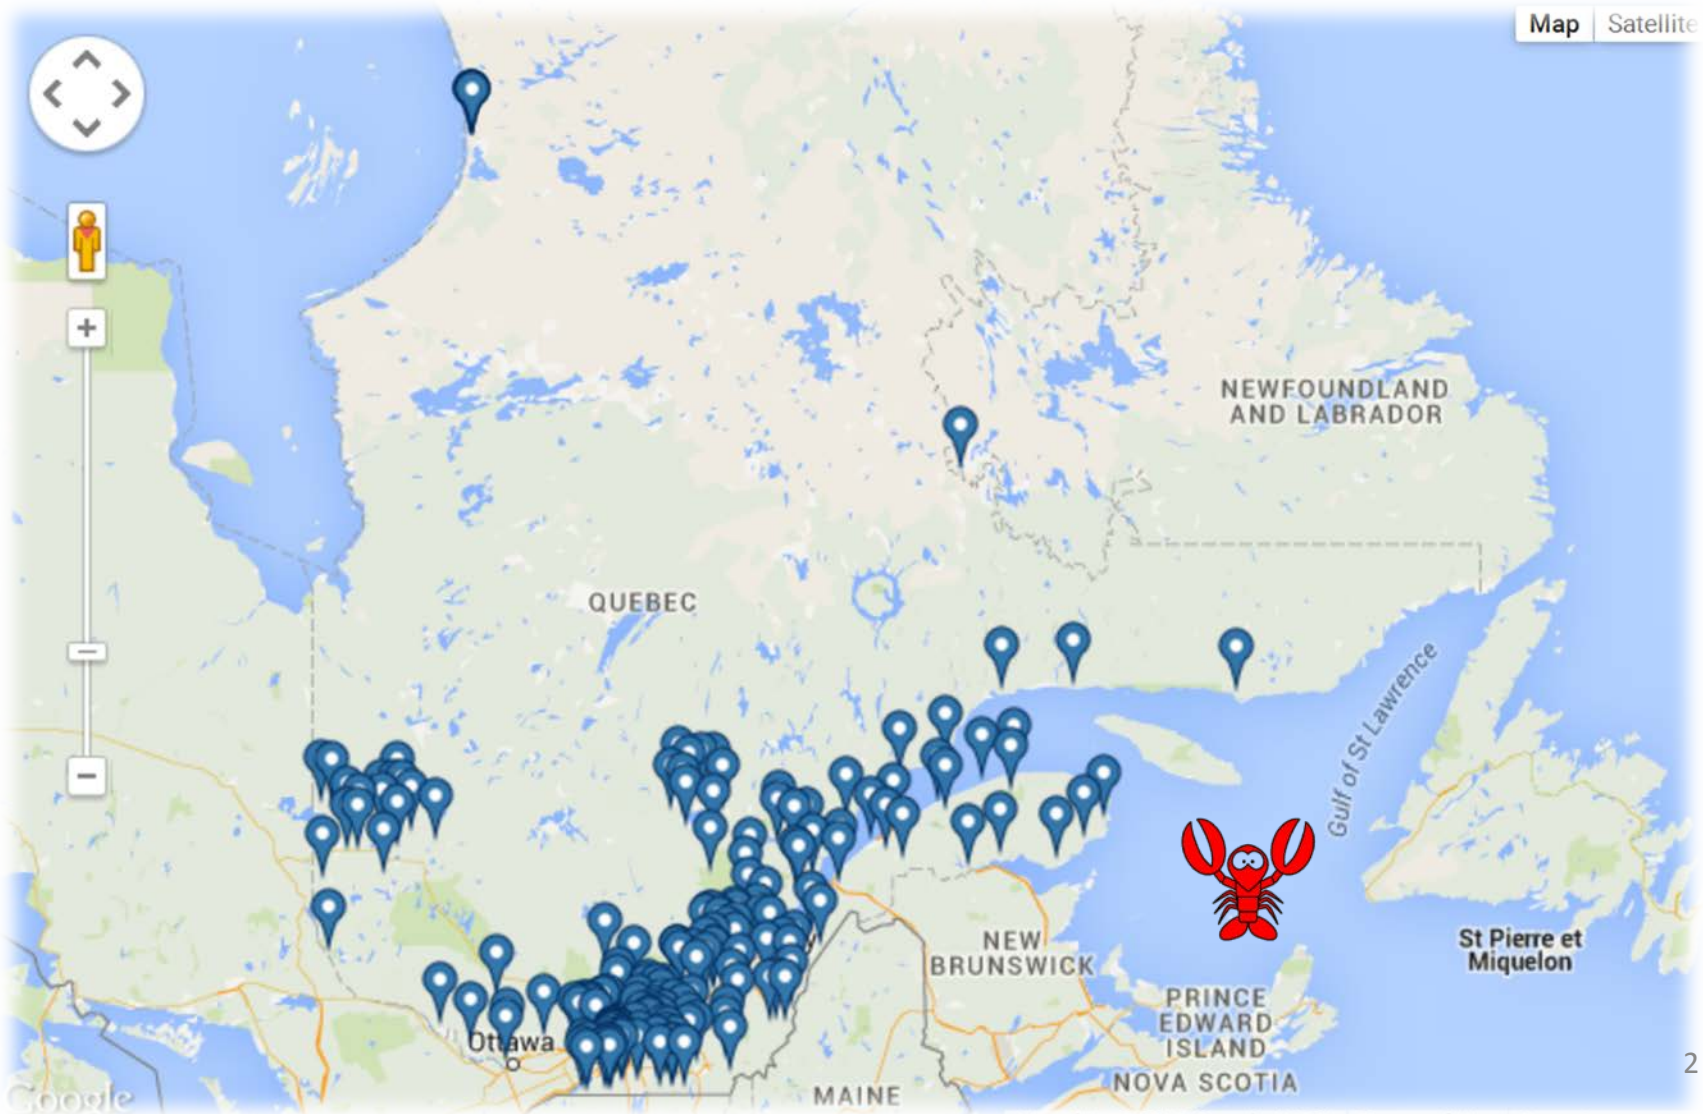 Map
Satellite
NEWFOUNDLAND
AND LABRADOR
QUEBEC
Gulf of St Lawrence
St Pierre et
Miquelon
NEW
BRUNSWICK
PRINCE
EDWARD
ISLAND
NOVA SCOTIA
Ottawa
MAINE
Google
2